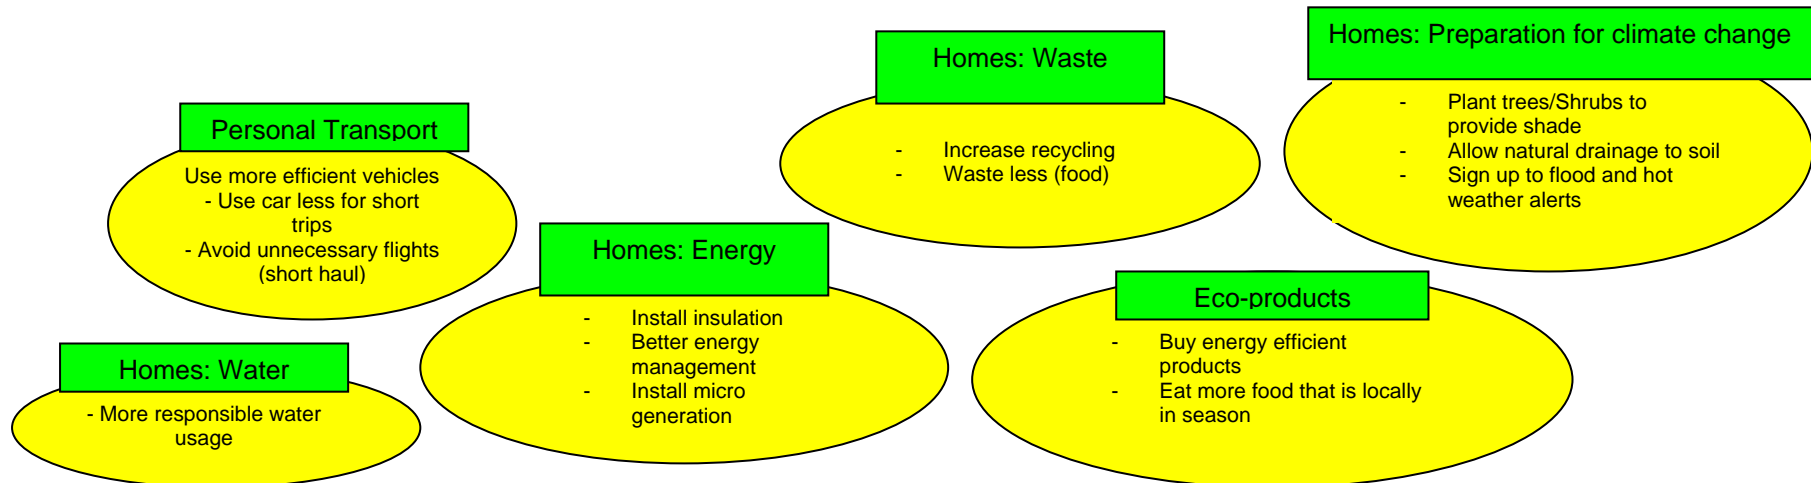 Personal Transport
Use more efficient vehicles
- Use car less for short
trips
- Avoid unnecessary flights
(short haul)
Homes: Water
- More responsible water
usage
Homes: Energy
- Install insulation
- Better energy
management
- Install micro
generation
Homes: Waste
- Increase recycling
- Waste less (food)
Eco-products
- Buy energy efficient
products
- Eat more food that is locally
in season
Homes: Preparation for climate change
- Plant trees/Shrubs to
provide shade
- Allow natural drainage to soil
- Sign up to flood and hot
weather alerts